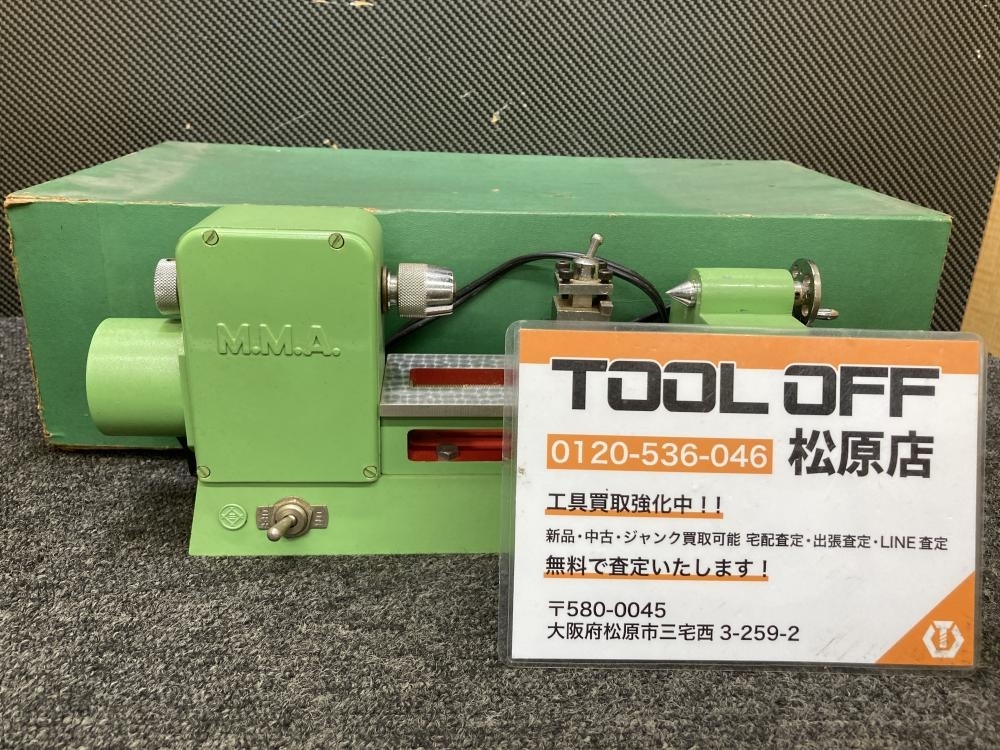 M.M.A.
TOOL OFF
0120-536-046 松原店
工具買取強化中！！
新品・中古・ジャンク買取可能 宅配査定・出張査定・LINE査定
無料で査定いたします！
〒580-0045
大阪府松原市三宅西 3-259-2